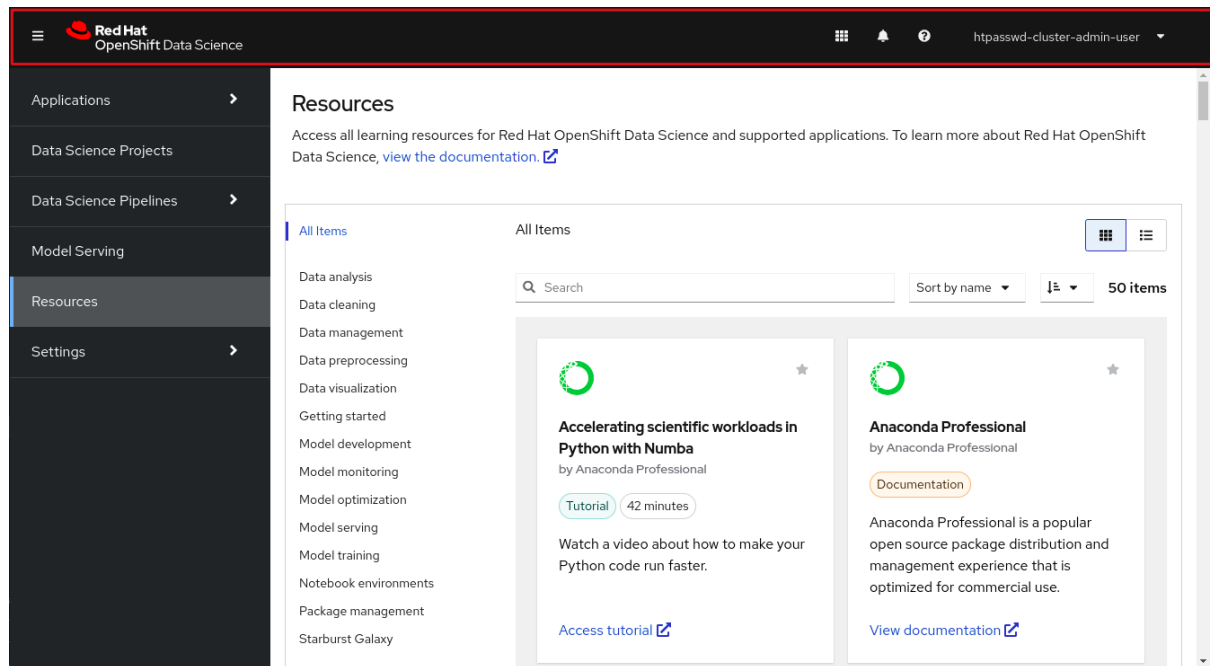 Red Hat
OpenShift Data Science
htpasswd-cluster-admin-user
Applications
Data Science Projects
Data Science Pipelines
Model Serving
Resources
Settings
Resources
Access all learning resources for Red Hat OpenShift Data Science and supported applications. To learn more about Red Hat OpenShift
Data Science, view the documentation.
All Items
Data analysis
Data cleaning
Data management
Data preprocessing
Data visualization
Getting started
Model development
Model monitoring
Model optimization
Model serving
Model training
Notebook environments
Package management
Starburst Galaxy
All Items
Search
Sort by name
50 items
Accelerating scientific workloads in
Python with Numba
by Anaconda Professional
Tutorial
42 minutes
Watch a video about how to make your
Python code run faster.
Access tutorial
Anaconda Professional
by Anaconda Professional
Documentation
Anaconda Professional is a popular
open source package distribution and
management experience that is
optimized for commercial use.
View documentation